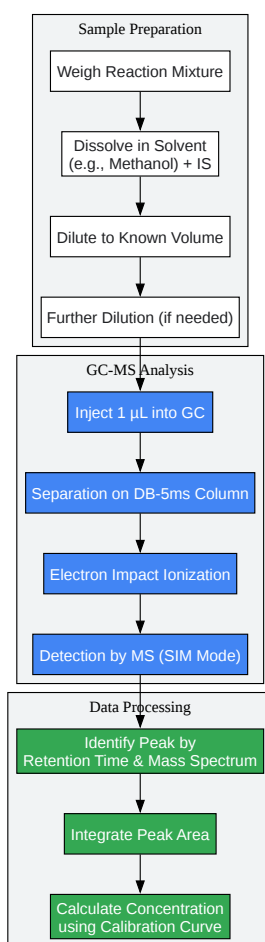 Sample Preparation
Weigh Reaction Mixture
Dissolve in Solvent
(e.g., Methanol) + IS
Dilute to Known Volume
Further Dilution (if needed)
GC-MS Analysis
Inject 1 µL into GC
Separation on DB-5ms Column
Electron Impact Ionization
Detection by MS (SIM Mode)
Data Processing
Identify Peak by
Retention Time & Mass Spectrum
Integrate Peak Area
Calculate Concentration
using Calibration Curve